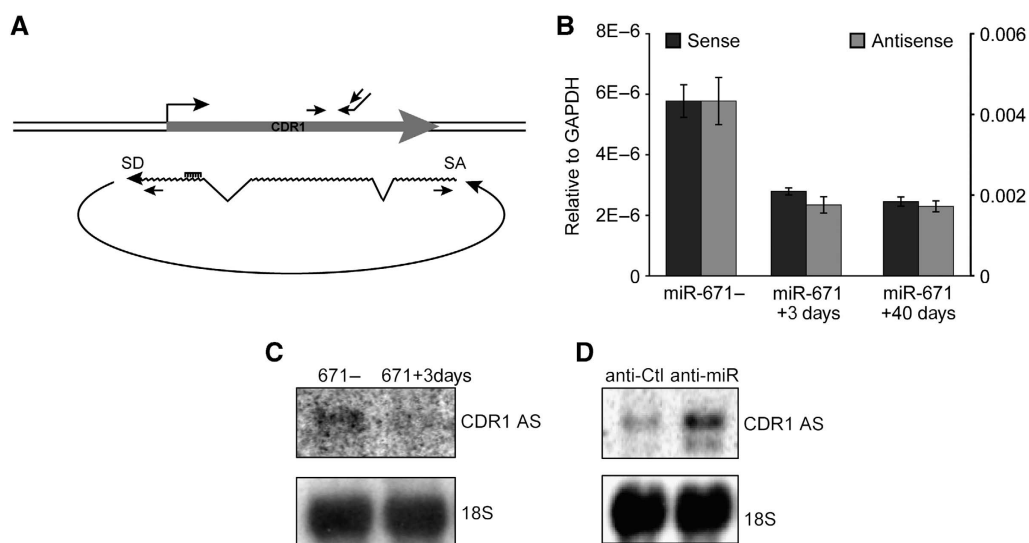 A
CDR1
SD
SA
B
8E–6
6E–6
4E–6
2E–6
0
Relative to GAPDH
Sense
Antisense
0.006
0.004
0.002
0
miR-671–
miR-671
+3 days
miR-671
+40 days
C
671– 671+3days
CDR1 AS
18S
D
anti-Ctl anti-miR
CDR1 AS
18S